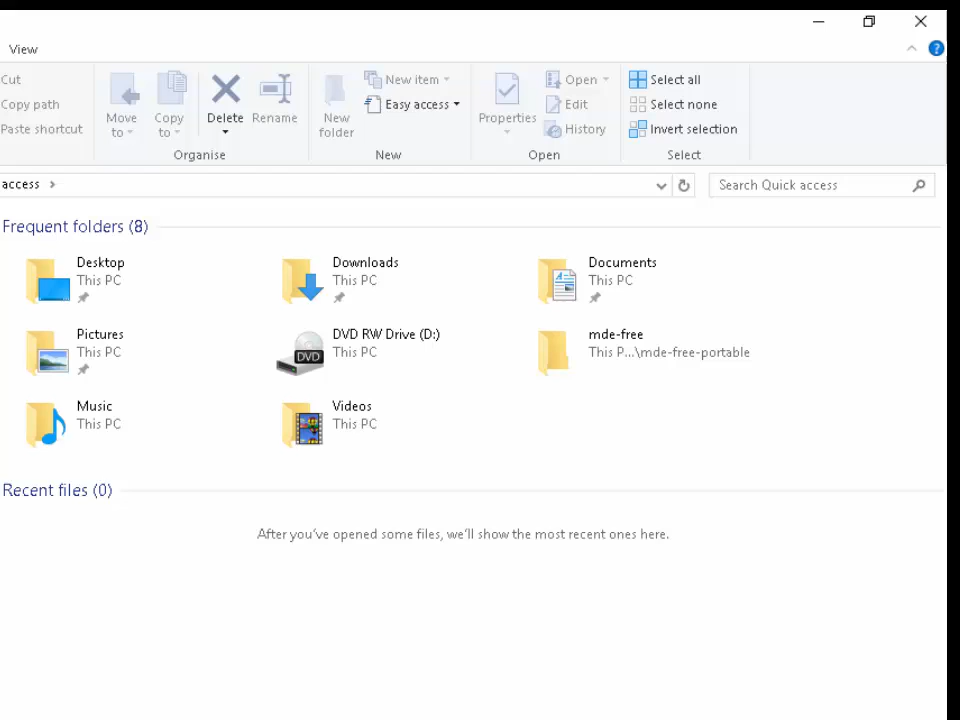 View
?
Cut
Copy path
Paste shortcut
Move to
Copy to
Delete
Rename
Organise
New folder
New item
Easy access
New
Properties
Open
Edit
History
Open
Select all
Select none
Invert selection
Select
access
Search Quick access
Frequent folders (8)
Desktop
This PC
Downloads
This PC
Documents
This PC
Pictures
This PC
DVD RW Drive (D:)
This PC
DVD
mde-free
This P...\mde-free-portable
Music
This PC
Videos
This PC
Recent files (0)
After you've opened some files, we'll show the most recent ones here.